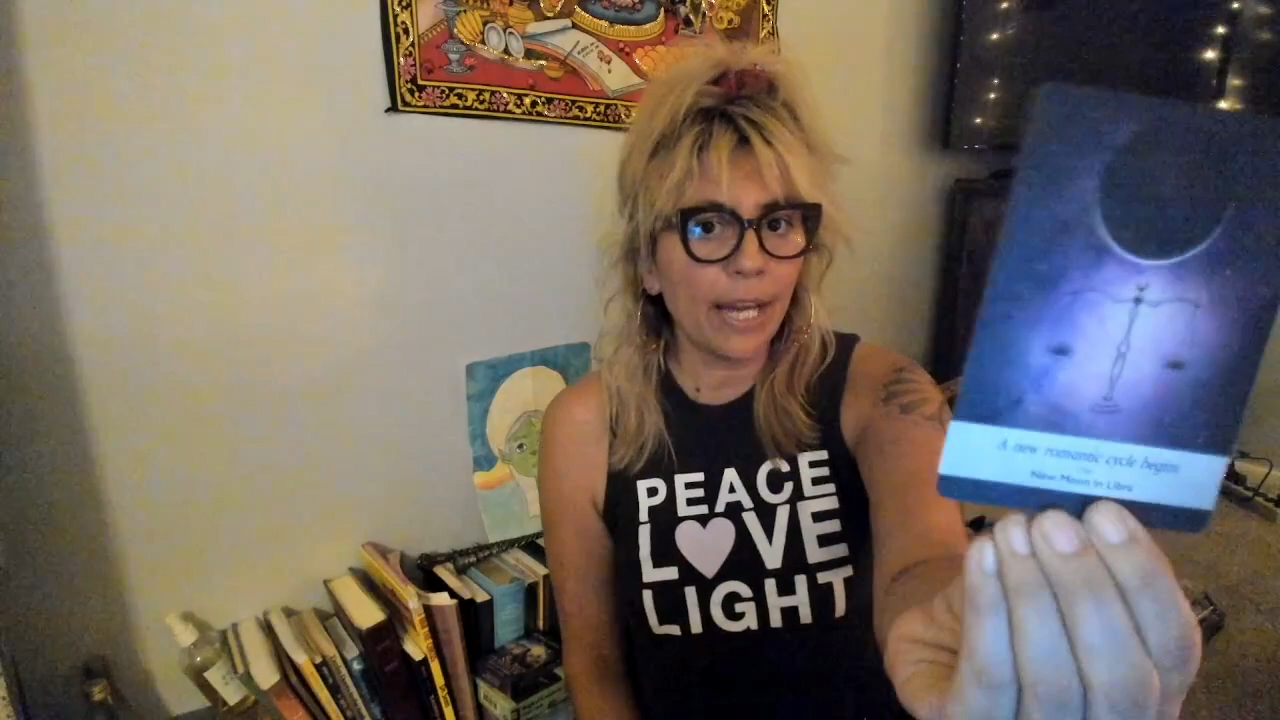 PEACE
LOVE
LIGHT
A new romantic cycle begins
New Moon in Libra